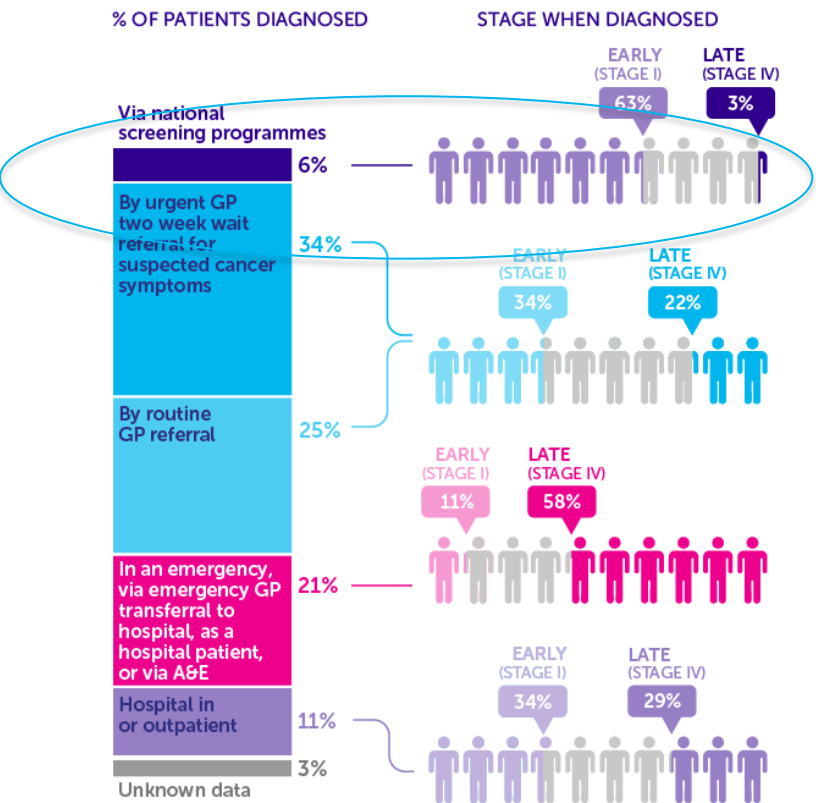 % OF PATIENTS DIAGNOSED
STAGE WHEN DIAGNOSED
Via national
screening programmes
6%
EARLY
(STAGE I)
63%
LATE
(STAGE IV)
3%
By urgent GP
two week wait
referral for
suspected cancer
symptoms
34%
By routine
GP referral
25%
EARLY
(STAGE I)
34%
LATE
(STAGE IV)
22%
In an emergency,
via emergency GP
transferral to
hospital, as a
hospital patient,
or via A&E
21%
EARLY
(STAGE I)
11%
LATE
(STAGE IV)
58%
Hospital in
or outpatient
11%
EARLY
(STAGE I)
34%
LATE
(STAGE IV)
29%
3%
Unknown data